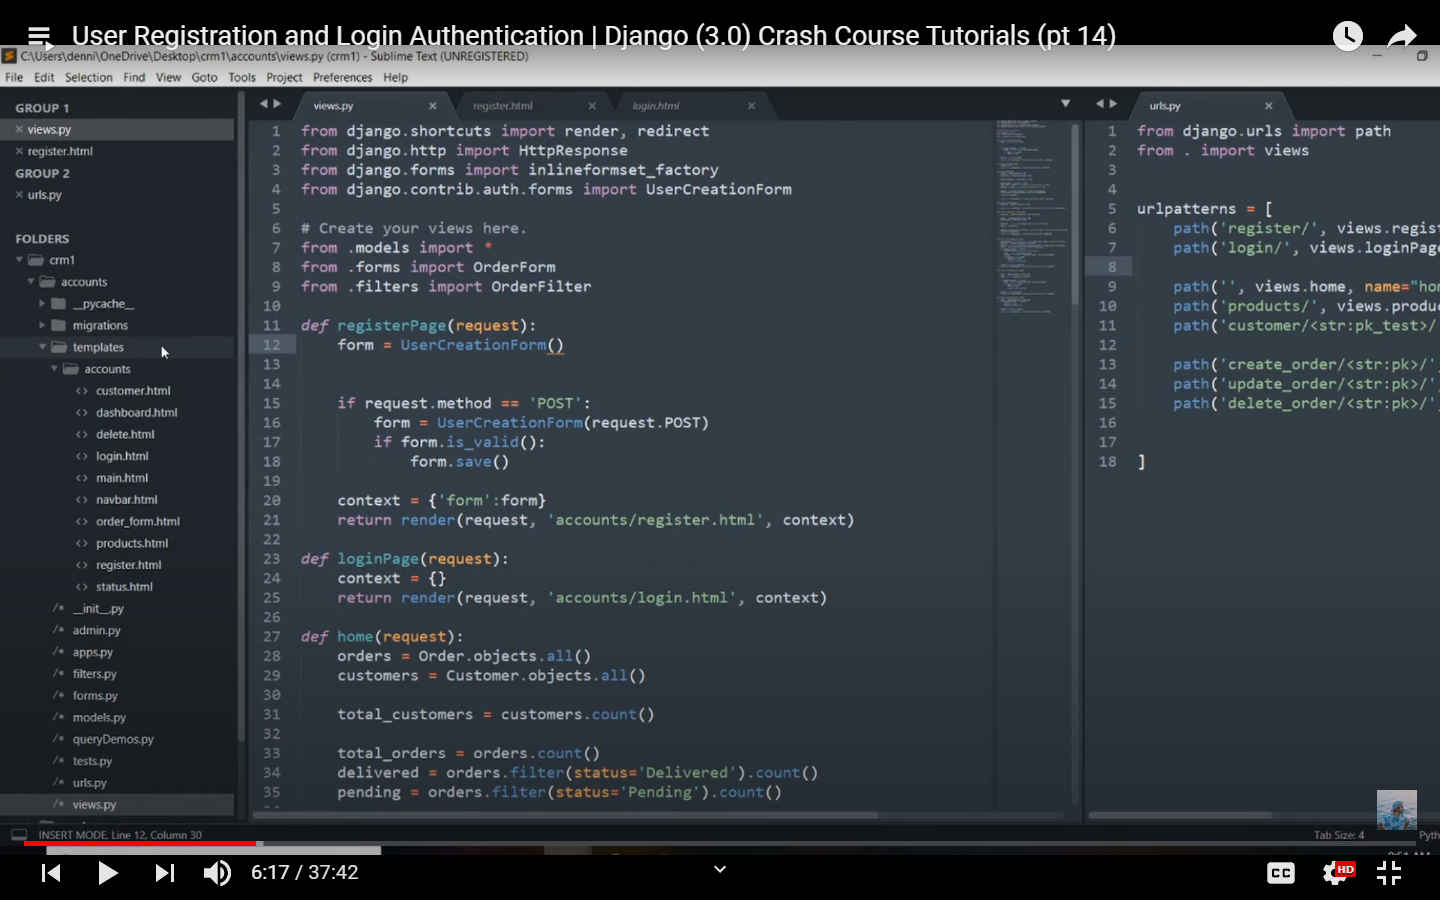 User Registration and Login Authentication | Django (3.0) Crash Course Tutorials (pt 14)
C:\Users\denni\OneDrive\Desktop\crm1\accounts\views.py (crm1) - Sublime Text (UNREGISTERED)
File Edit Selection Find View Goto Tools Project Preferences Help
GROUP 1
views.py
register.html
GROUP 2
urls.py
FOLDERS
crm1
accounts
__pycache__
migrations
templates
accounts
customer.html
dashboard.html
delete.html
login.html
main.html
navbar.html
order_form.html
products.html
register.html
status.html
__init__.py
admin.py
apps.py
filters.py
forms.py
models.py
queryDemos.py
tests.py
urls.py
views.py
views.py register.html login.html
1 from django.shortcuts import render, redirect
2 from django.http import HttpResponse
3 from django.forms import inlineformset_factory
4 from django.contrib.auth.forms import UserCreationForm
5
6 # Create your views here.
7 from .models import *
8 from .forms import OrderForm
9 from .filters import OrderFilter
10
11 def registerPage(request):
12 form = UserCreationForm()
13
14
15 if request.method == 'POST':
16 form = UserCreationForm(request.POST)
17 if form.is_valid():
18 form.save()
19
20 context = {'form':form}
21 return render(request, 'accounts/register.html', context)
22
23 def loginPage(request):
24 context = {}
25 return render(request, 'accounts/login.html', context)
26
27 def home(request):
28 orders = Order.objects.all()
29 customers = Customer.objects.all()
30
31 total_customers = customers.count()
32
33 total_orders = orders.count()
34 delivered = orders.filter(status='Delivered').count()
35 pending = orders.filter(status='Pending').count()
urls.py
1 from django.urls import path
2 from . import views
3
4
5 urlpatterns = [
6 path('register/', views.regist
7 path('login/', views.loginPage
8
9 path('', views.home, name="hom
10 path('products/', views.produc
11 path('customer/<str:pk_test>/'
12
13 path('create_order/<str:pk>/'
14 path('update_order/<str:pk>/'
15 path('delete_order/<str:pk>/'
16
17
18 ]
INSERT MODE, Line 12, Column 30
Tab Size: 4
Pyth
6:17 / 37:42
CC
HD